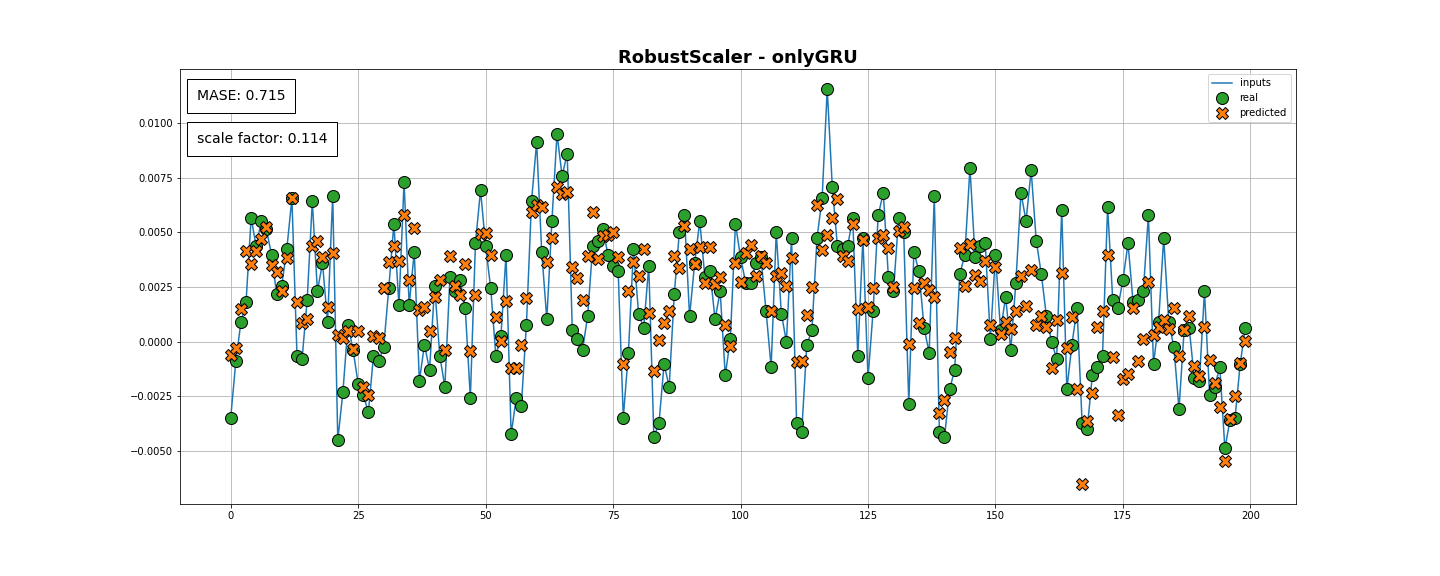 RobustScaler - onlyGRU
MASE: 0.715
scale factor: 0.114
inputs
real
predicted
0.0100
0.0075
0.0050
0.0025
0.0000
−0.0025
−0.0050
0 25 50 75 100 125 150 175 200